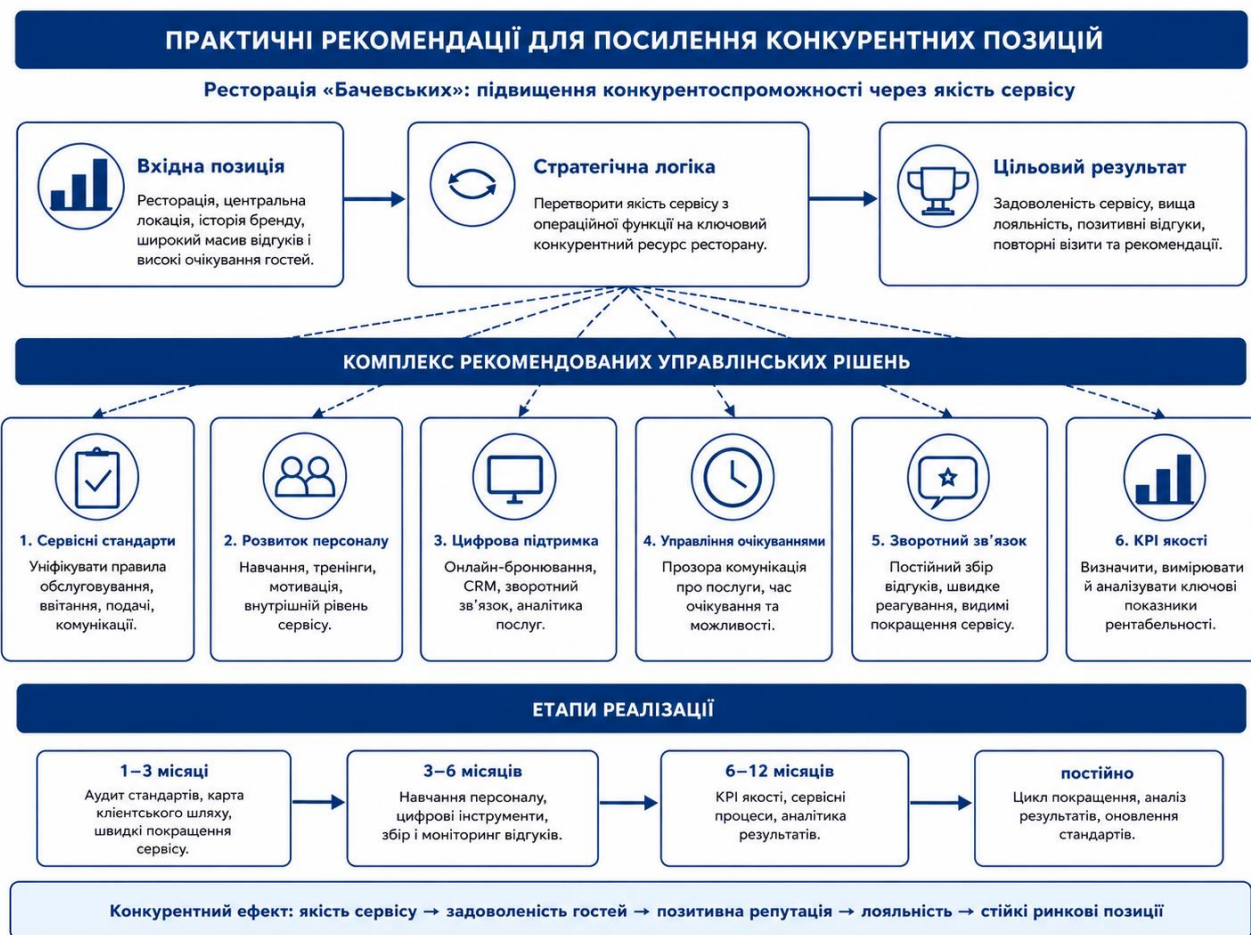 ПРАКТИЧНІ РЕКОМЕНДАЦІЇ ДЛЯ ПОСИЛЕННЯ КОНКУРЕНТНИХ ПОЗИЦІЙ
Ресторація «Бачевських»: підвищення конкурентоспроможності через якість сервісу
Вхідна позиція
Ресторація, центральна
локація, історія бренду,
широкий масив відгуків і
високі очікування гостей.
Стратегічна логіка
Перетворити якість сервісу з
операційної функції на ключовий
конкурентний ресурс ресторану.
Цільовий результат
Задоволеність сервісу, вища
лояльність, позитивні відгуки,
повторні візити та рекомендації.
КОМПЛЕКС РЕКОМЕНДОВАНИХ УПРАВЛІНСЬКИХ РІШЕНЬ
1. Сервісні стандарти
Уніфікувати правила
обслуговування,
ввітання, подачі,
комунікації.
2. Розвиток персоналу
Навчання, тренінги,
мотивація,
внутрішній рівень
сервісу.
3. Цифрова підтримка
Онлайн-бронювання,
CRM, зворотний
зв’язок, аналітика
послуг.
4. Управління очікуваннями
Прозора комунікація
про послуги, час
очікування та
можливості.
5. Зворотний зв’язок
Постійний збір
відгуків, швидке
реагування, видимі
покращення сервісу.
6. KPI якості
Визначити, вимірювати
й аналізувати ключові
показники
рентабельності.
ЕТАПИ РЕАЛІЗАЦІЇ
1–3 місяці
Аудит стандартів, карта
клієнтського шляху,
швидкі покращення
сервісу.
3–6 місяців
Навчання персоналу,
цифрові інструменти,
збір і моніторинг відгуків.
6–12 місяців
KPI якості, сервісні
процеси, аналітика
результатів.
постійно
Цикл покращення, аналіз
результатів, оновлення
стандартів.
Конкурентний ефект: якість сервісу → задоволеність гостей → позитивна репутація → лояльність → стійкі ринкові позиції